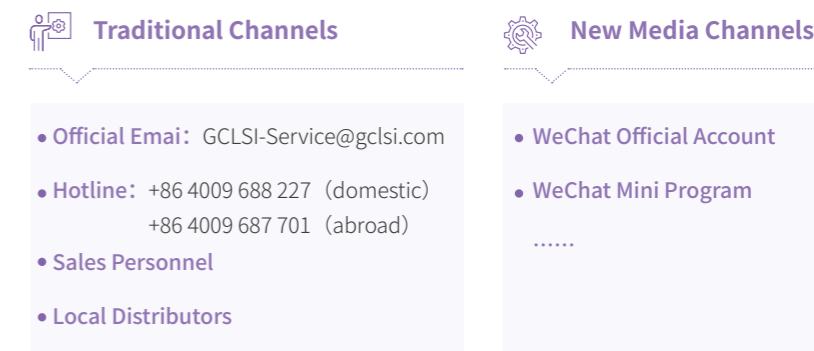 Traditional Channels
• Official Emai：GCLSI-Service@gclsi.com
• Hotline：+86 4009 688 227（domestic）
+86 4009 687 701（abroad）
• Sales Personnel
• Local Distributors
New Media Channels
• WeChat Official Account
• WeChat Mini Program
……